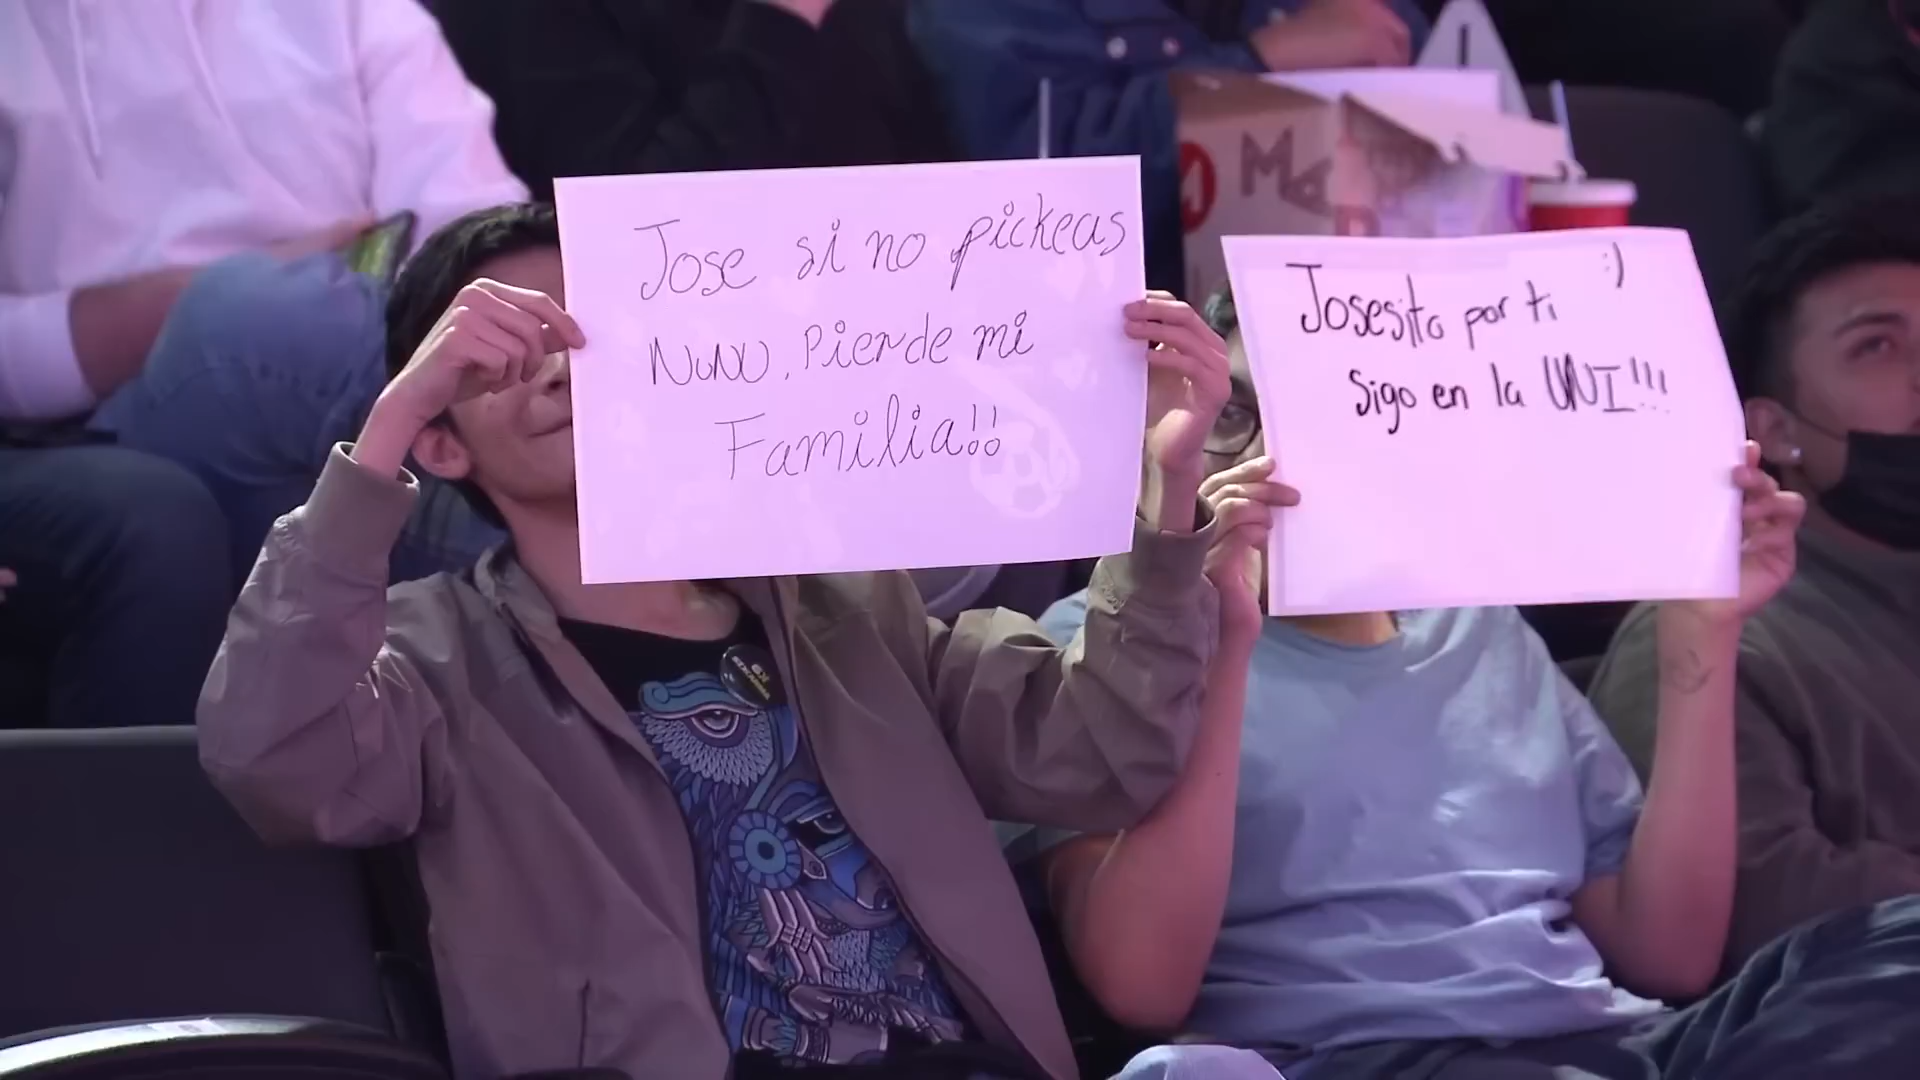 Jose si no pickeas
NUNU. Pierde mi
Familia!!
:)
Josesito por ti
Sigo en la UNI!!!